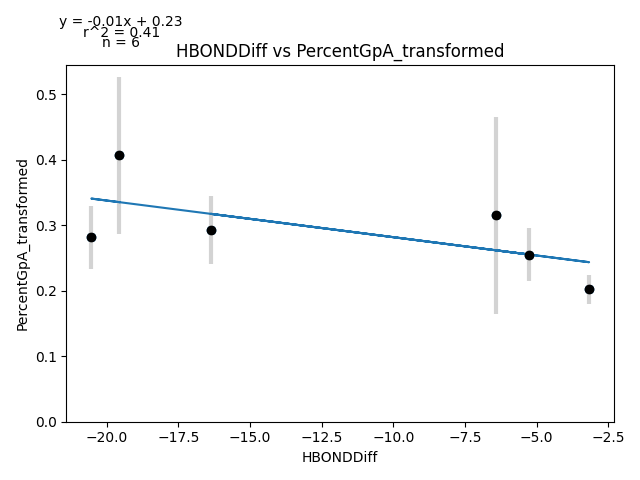 y = -0.01x + 0.23
r^2 = 0.41
n = 6
HBONDDiff vs PercentGpA_transformed
PercentGpA_transformed
0.5
0.4
0.3
0.2
0.1
0.0
−20.0 −17.5 −15.0 −12.5 −10.0 −7.5 −5.0 −2.5
HBONDDiff